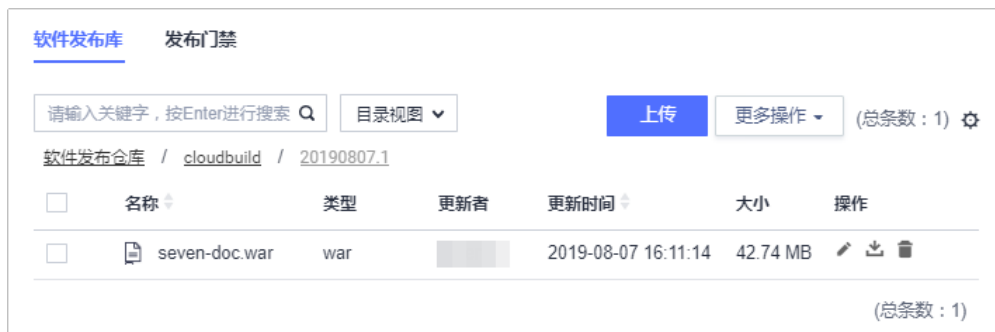 软件发布库 发布门禁
请输入关键字，按Enter进行搜索 目录视图 上传 更多操作 (总条数：1)
软件发布仓库 / cloudbuild / 20190807.1
名称 类型 更新者 更新时间 大小 操作
seven-doc.war war 2019-08-07 16:11:14 42.74 MB
(总条数：1)